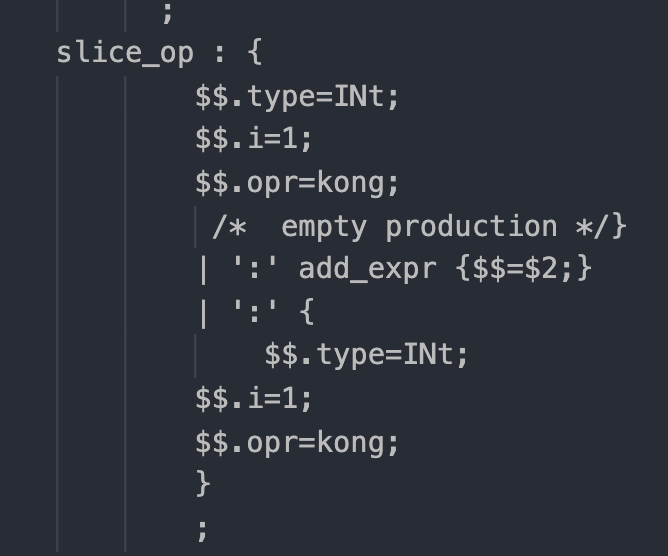 ;
slice_op : {
$$.type=INt;
$$.i=1;
$$.opr=kong;
/*  empty production */}
| ':' add_expr {$$=$2;}
| ':' {
$$.type=INt;
$$.i=1;
$$.opr=kong;
}
;